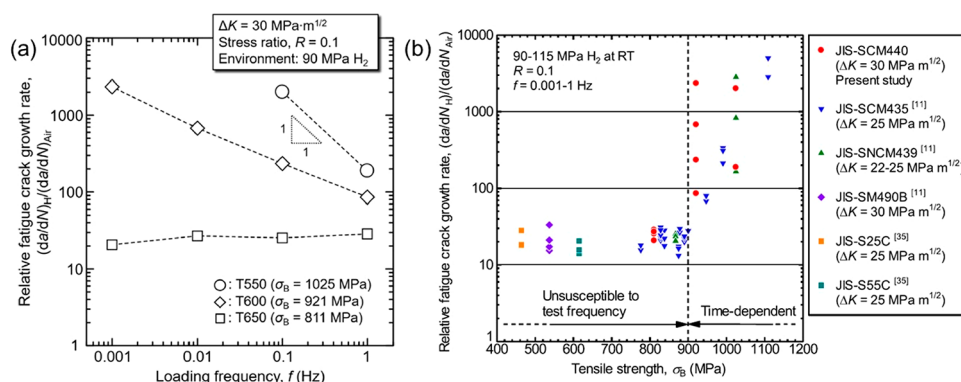 (a)
ΔK = 30 MPa·m1/2
Stress ratio, R = 0.1
Environment: 90 MPa H2
Relative fatigue crack growth rate,
(da/dN)H/(da/dN)Air
10000
1000
100
10
1
1
1
: T550 (σB = 1025 MPa)
: T600 (σB = 921 MPa)
: T650 (σB = 811 MPa)
0.001 0.01 0.1 1
Loading frequency, f (Hz)
(b)
Relative fatigue crack growth rate, (da/dNH)/(da/dNAir)
10000
1000
100
10
1
90-115 MPa H2 at RT
R = 0.1
f = 0.001-1 Hz
Unsusceptible to
test frequency
Time-dependent
400 500 600 700 800 900 1000 1100 1200
Tensile strength, σB (MPa)
JIS-SCM440
(ΔK = 30 MPa m1/2)
Present study
JIS-SCM435 [11]
(ΔK = 25 MPa m1/2)
JIS-SNCM439 [11]
(ΔK = 22-25 MPa m1/2)
JIS-SM490B [11]
(ΔK = 30 MPa m1/2)
JIS-S25C [35]
(ΔK = 25 MPa m1/2)
JIS-S55C [35]
(ΔK = 25 MPa m1/2)